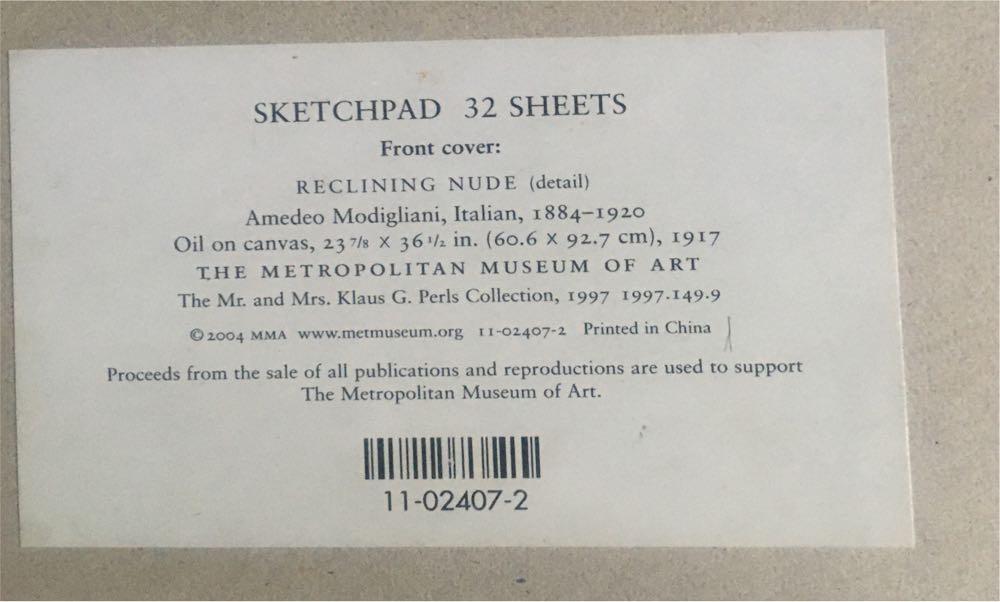 SKETCHPAD 32 SHEETS
Front cover:
RECLINING NUDE (detail)
Amedeo Modigliani, Italian, 1884–1920
Oil on canvas, 23 7/8 X 36 1/2 in. (60.6 X 92.7 cm), 1917
THE METROPOLITAN MUSEUM OF ART
The Mr. and Mrs. Klaus G. Perls Collection, 1997 1997.149.9
© 2004 MMA www.metmuseum.org 11-02407-2 Printed in China
Proceeds from the sale of all publications and reproductions are used to support
The Metropolitan Museum of Art.
11-02407-2